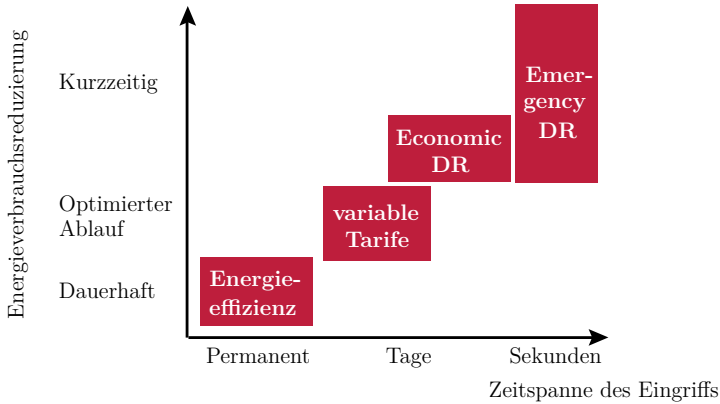 Energieverbrauchsreduzierung
Kurzzeitig
Optimierter
Ablauf
Dauerhaft
Emer-
gency
DR
Economic
DR
variable
Tarife
Energie-
effizienz
Permanent
Tage
Sekunden
Zeitspanne des Eingriffs